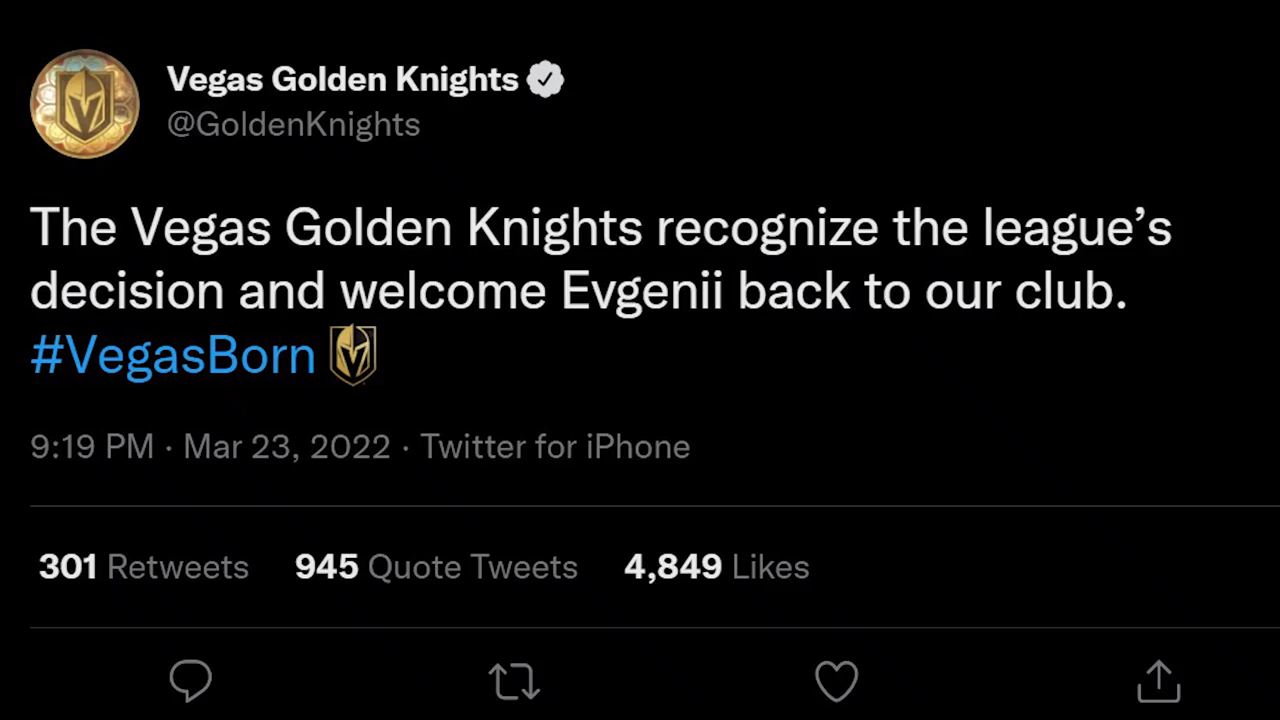 Vegas Golden Knights
@GoldenKnights
The Vegas Golden Knights recognize the league’s
decision and welcome Evgenii back to our club.
#VegasBorn
9:19 PM · Mar 23, 2022 · Twitter for iPhone
301 Retweets 945 Quote Tweets 4,849 Likes